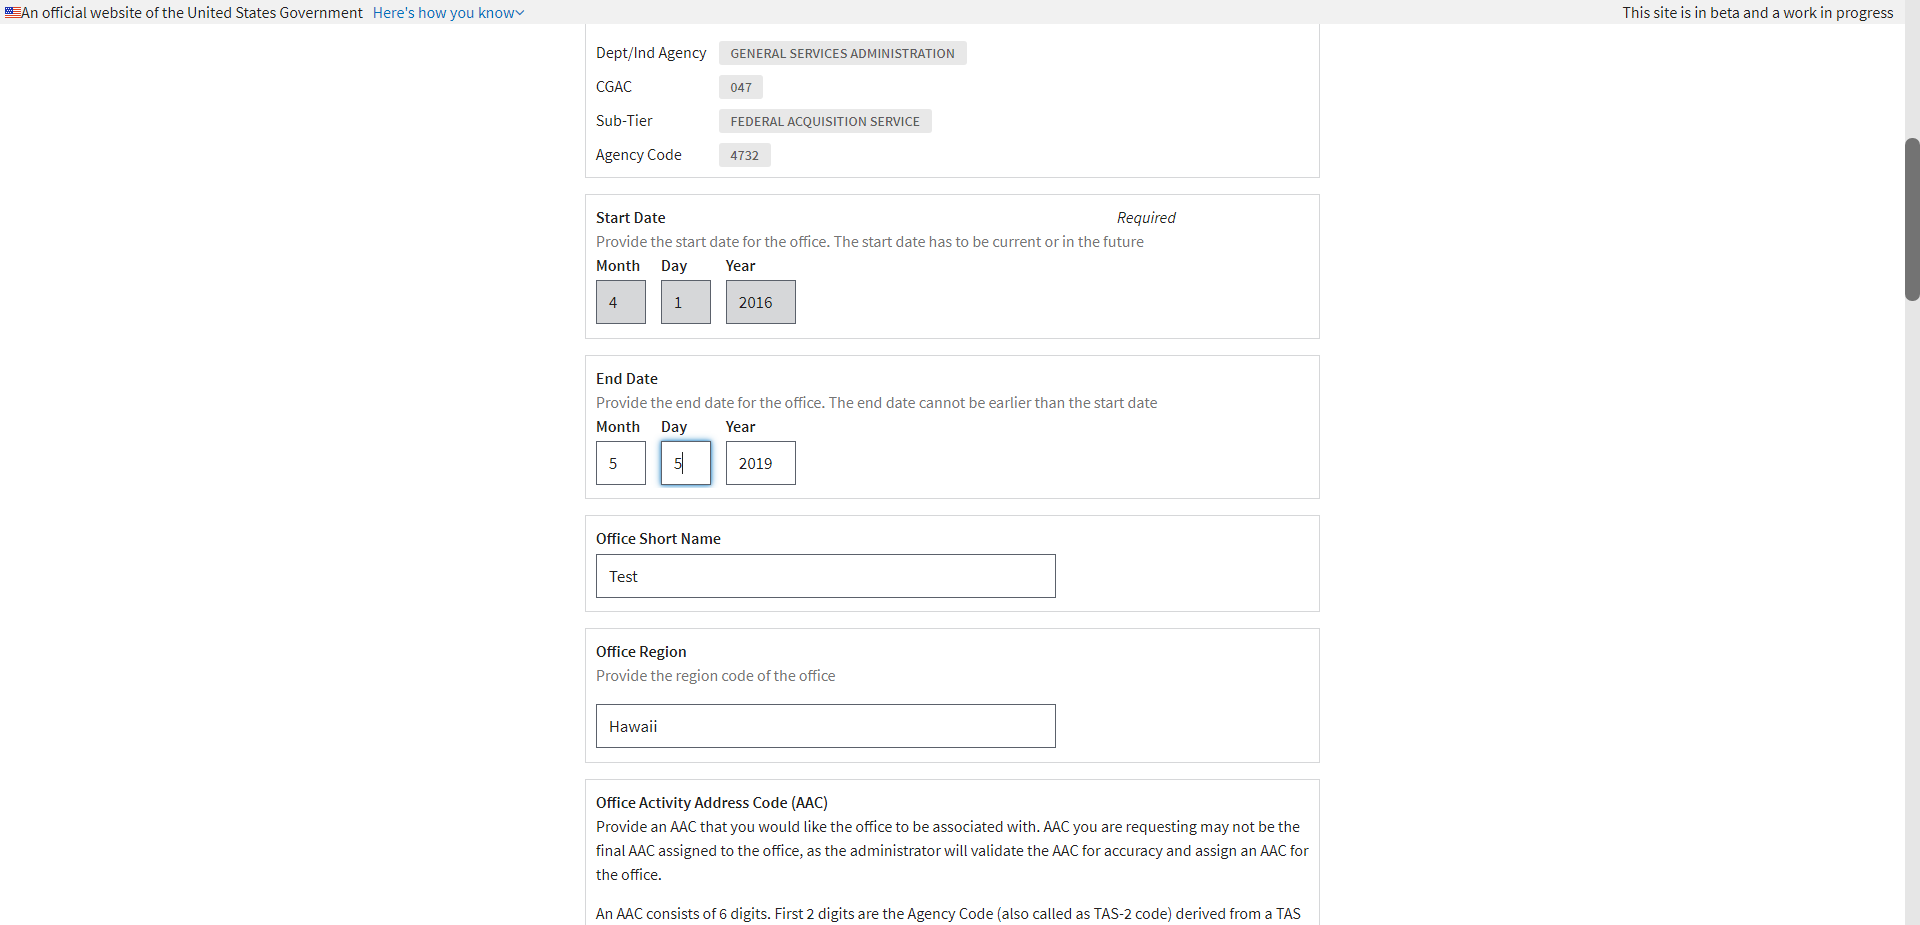 An official website of the United States Government Here's how you know
This site is in beta and a work in progress
Dept/Ind Agency GENERAL SERVICES ADMINISTRATION
CGAC 047
Sub-Tier FEDERAL ACQUISITION SERVICE
Agency Code 4732
Start Date Required
Provide the start date for the office. The start date has to be current or in the future
Month Day Year
4 1 2016
End Date
Provide the end date for the office. The end date cannot be earlier than the start date
Month Day Year
5 5 2019
Office Short Name
Test
Office Region
Provide the region code of the office
Hawaii
Office Activity Address Code (AAC)
Provide an AAC that you would like the office to be associated with. AAC you are requesting may not be the
final AAC assigned to the office, as the administrator will validate the AAC for accuracy and assign an AAC for
the office.
An AAC consists of 6 digits. First 2 digits are the Agency Code (also called as TAS-2 code) derived from a TAS